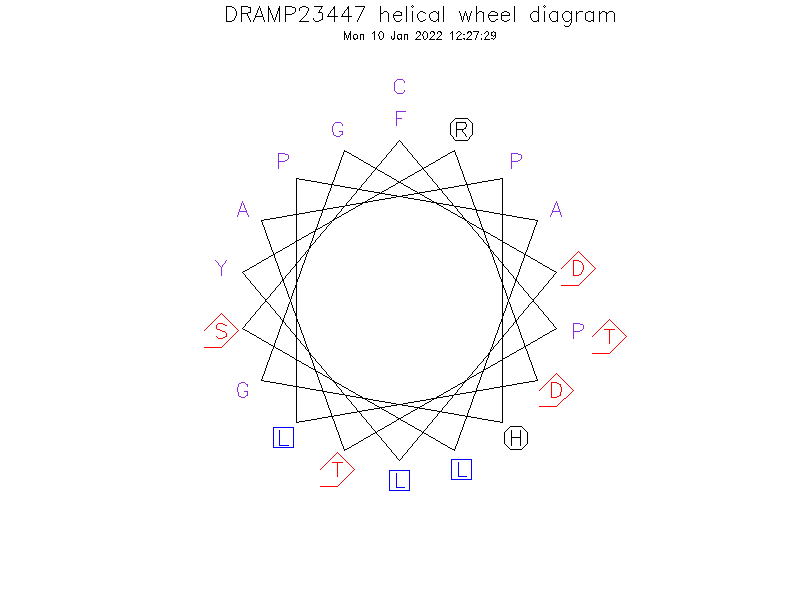 DRAMP23447 helical wheel diagram
Mon 10 Jan 2022 12:27:29
C
F
G R
P P
A A
Y D
S P T
G D
L H
T L L